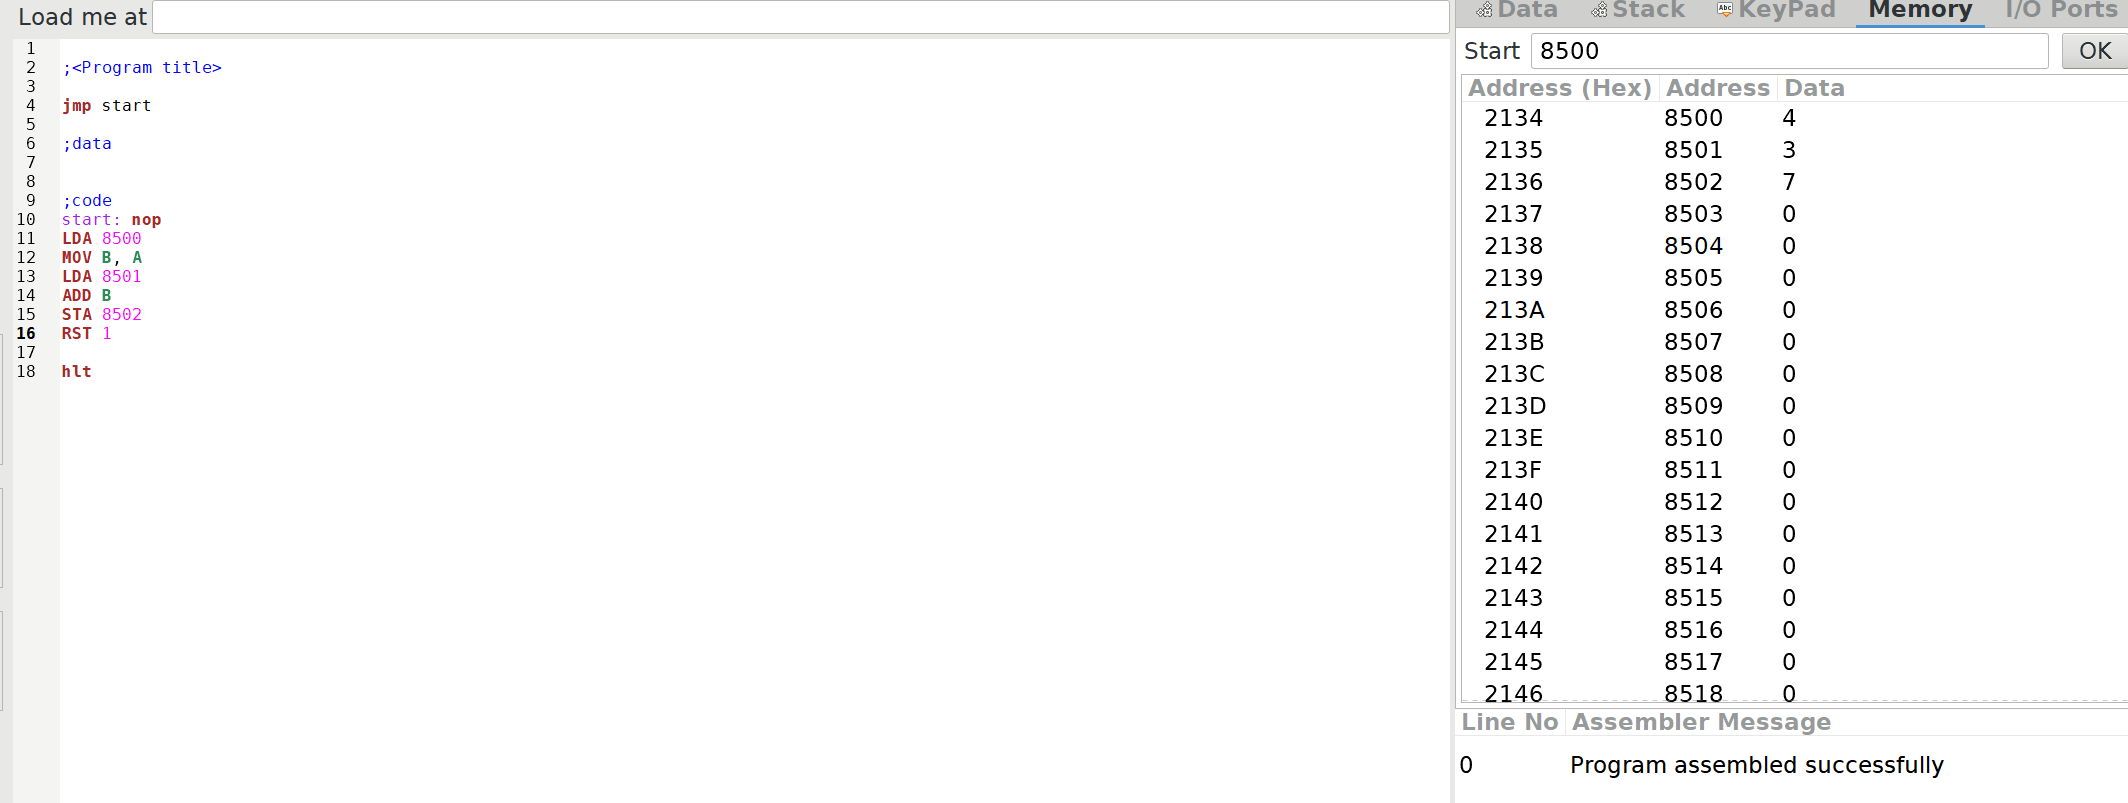 Load me at
1
2 ;<Program title>
3
4 jmp start
5
6 ;data
7
8
9 ;code
10 start: nop
11 LDA 8500
12 MOV B, A
13 LDA 8501
14 ADD B
15 STA 8502
16 RST 1
17
18 hlt
Data Stack KeyPad Memory I/O Ports
Start 8500 OK
Address (Hex) Address Data
2134 8500 4
2135 8501 3
2136 8502 7
2137 8503 0
2138 8504 0
2139 8505 0
213A 8506 0
213B 8507 0
213C 8508 0
213D 8509 0
213E 8510 0
213F 8511 0
2140 8512 0
2141 8513 0
2142 8514 0
2143 8515 0
2144 8516 0
2145 8517 0
2146 8518 0
Line No Assembler Message
0 Program assembled successfully